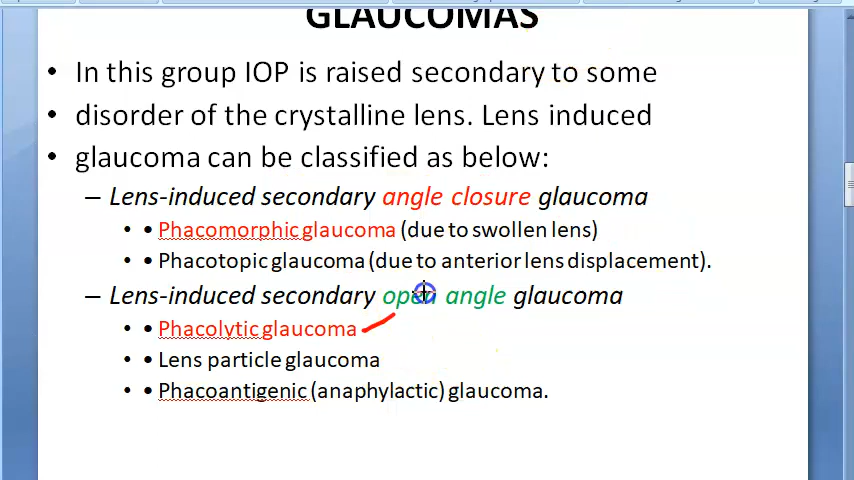 GLAUCOMAS
• In this group IOP is raised secondary to some
• disorder of the crystalline lens. Lens induced
• glaucoma can be classified as below:
– Lens-induced secondary angle closure glaucoma
• • Phacomorphic glaucoma (due to swollen lens)
• • Phacotopic glaucoma (due to anterior lens displacement).
– Lens-induced secondary open angle glaucoma
• • Phacolytic glaucoma
• • Lens particle glaucoma
• • Phacoantigenic (anaphylactic) glaucoma.